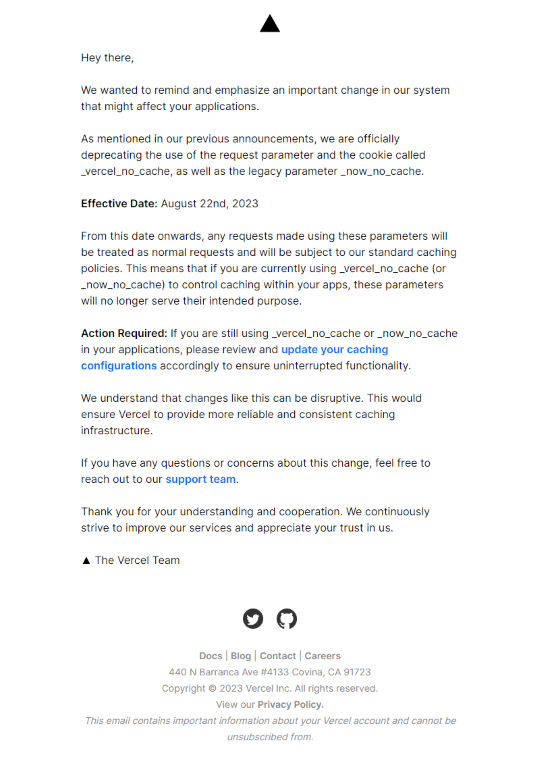 Hey there,
We wanted to remind and emphasize an important change in our system
that might affect your applications.
As mentioned in our previous announcements, we are officially
deprecating the use of the request parameter and the cookie called
_vercel_no_cache, as well as the legacy parameter _now_no_cache.
Effective Date: August 22nd, 2023
From this date onwards, any requests made using these parameters will
be treated as normal requests and will be subject to our standard caching
policies. This means that if you are currently using _vercel_no_cache (or
_now_no_cache) to control caching within your apps, these parameters
will no longer serve their intended purpose.
Action Required: If you are still using _vercel_no_cache or _now_no_cache
in your applications, please review and update your caching
configurations accordingly to ensure uninterrupted functionality.
We understand that changes like this can be disruptive. This would
ensure Vercel to provide more reliable and consistent caching
infrastructure.
If you have any questions or concerns about this change, feel free to
reach out to our support team.
Thank you for your understanding and cooperation. We continuously
strive to improve our services and appreciate your trust in us.
▲ The Vercel Team
Docs | Blog | Contact | Careers
440 N Barranca Ave #4133 Covina, CA 91723
Copyright © 2023 Vercel Inc. All rights reserved.
View our Privacy Policy.
This email contains important information about your Vercel account and cannot be
unsubscribed from.